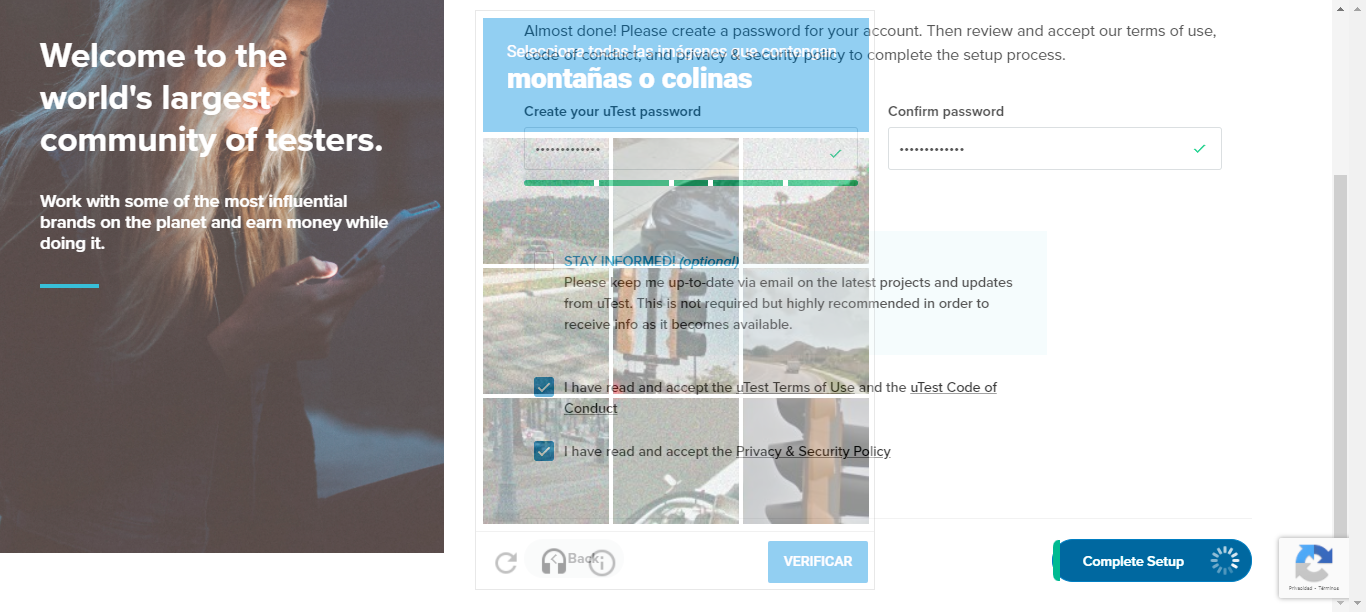 Welcome to the
world's largest
community of testers.
Work with some of the most influential
brands on the planet and earn money while
doing it.
Almost done! Please create a password for your account. Then review and accept our terms of use,
code of conduct, and privacy & security policy to complete the setup process.
Selecciona todas las imágenes que contengan
montañas o colinas
Create your uTest password
Confirm password
STAY INFORMED! (optional)
Please keep me up-to-date via email on the latest projects and updates
from uTest. This is not required but highly recommended in order to
receive info as it becomes available.
I have read and accept the uTest Terms of Use and the uTest Code of
Conduct
I have read and accept the Privacy & Security Policy
Back
VERIFICAR
Complete Setup
Privacidad - Términos